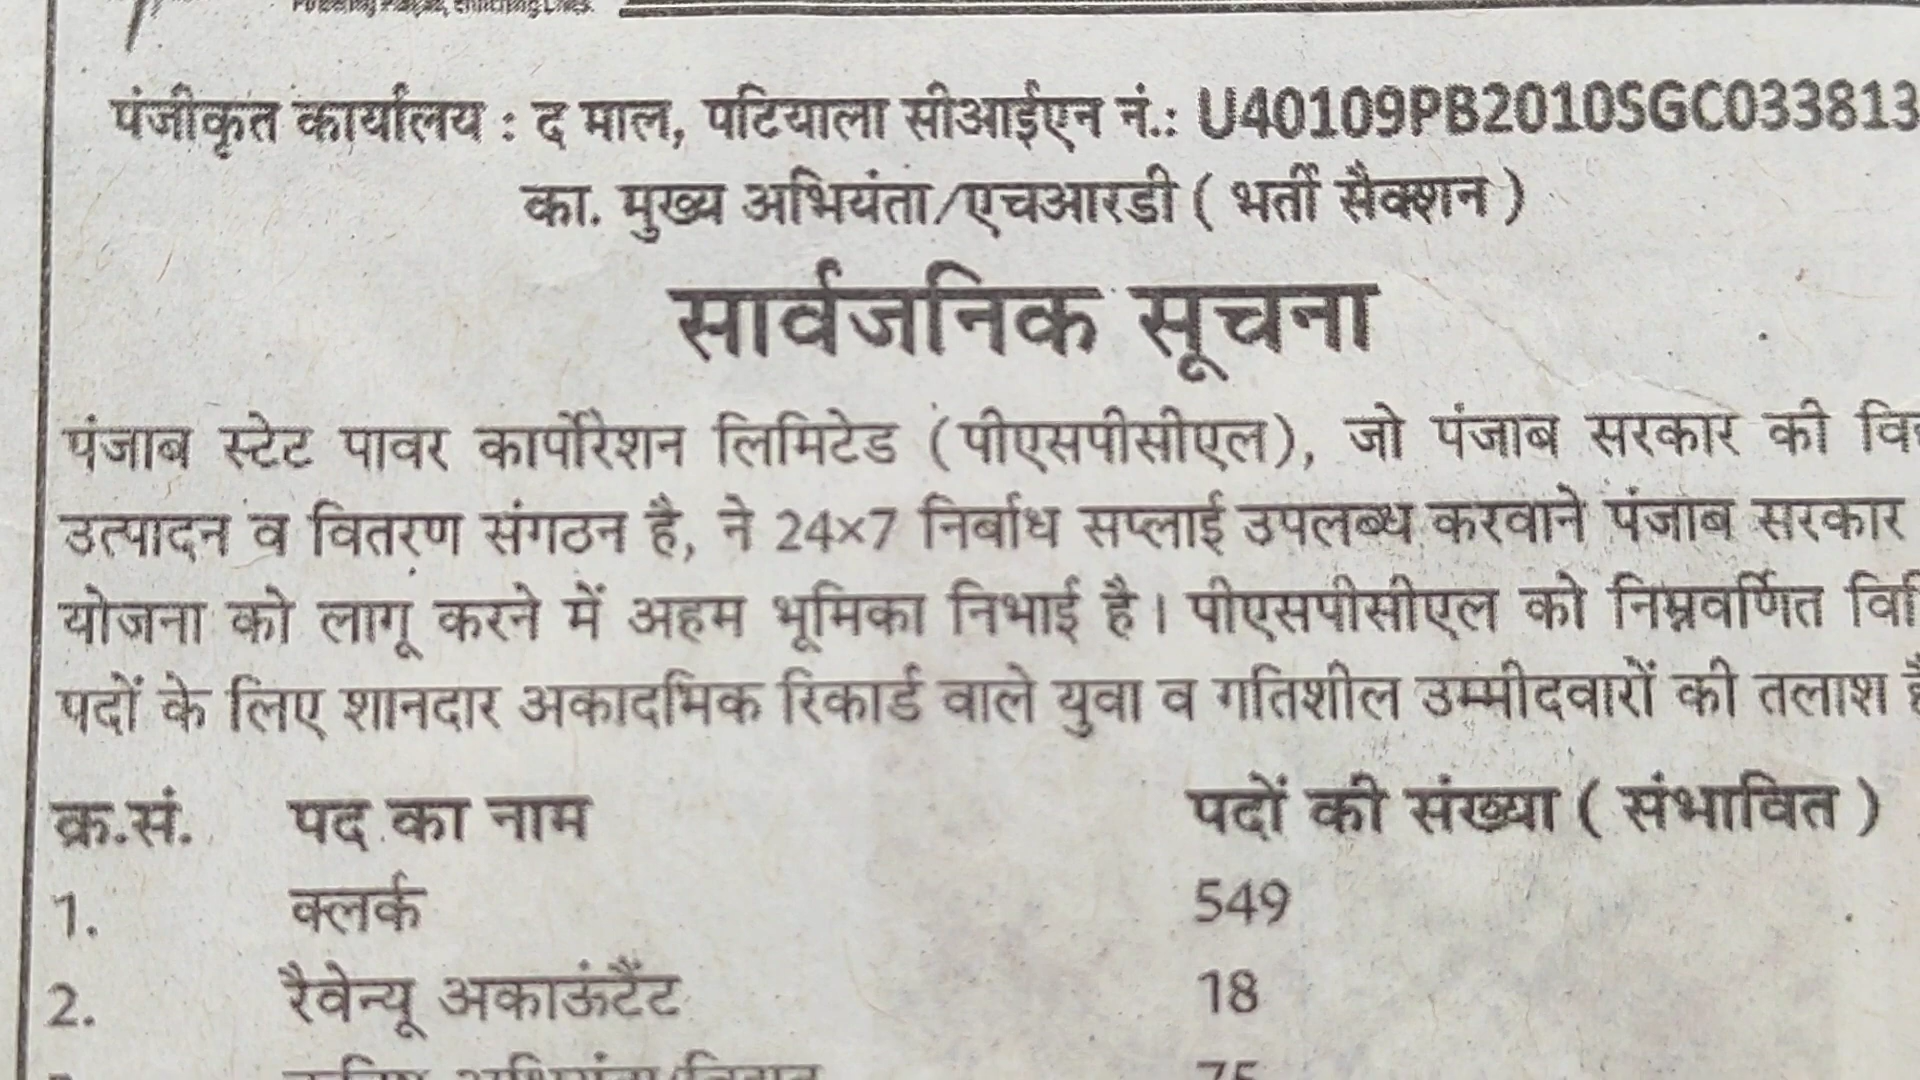 पंजीकृत कार्यालय : द माल, पटियाला सीआईएन नं.: U40109PB2010SGC033813
का. मुख्य अभियंता/एचआरडी ( भर्ती सैक्शन )
सार्वजनिक सूचना
पंजाब स्टेट पावर कार्पोरेशन लिमिटेड (पीएसपीसीएल), जो पंजाब सरकार की
उत्पादन व वितरण संगठन है, ने 24×7 निर्बाध सप्लाई उपलब्ध करवाने पंजाब सरकार
योजना को लागू करने में अहम भूमिका निभाई है। पीएसपीसीएल को निम्नवर्णित
पदों के लिए शानदार अकादमिक रिकार्ड वाले युवा व गतिशील उम्मीदवारों की तलाश
क्र.सं. पद का नाम पदों की संख्या ( संभावित )
1. क्लर्क 549
2. रैवेन्यू अकाऊंटैंट 18